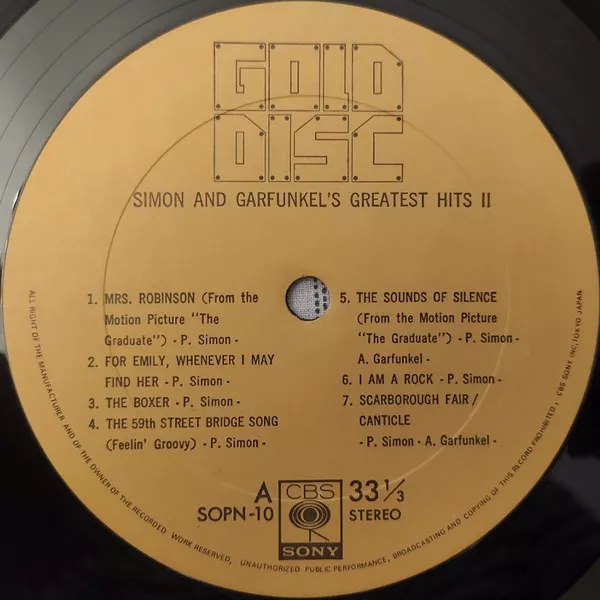 GOLD
DISC
SIMON AND GARFUNKEL'S GREATEST HITS II
1. MRS. ROBINSON (From the
Motion Picture "The
Graduate") - P. Simon -
2. FOR EMILY, WHENEVER I MAY
FIND HER - P. Simon -
3. THE BOXER - P. Simon -
4. THE 59th STREET BRIDGE SONG
(Feelin' Groovy) - P. Simon -
5. THE SOUNDS OF SILENCE
(From the Motion Picture
"The Graduate") - P. Simon-
A. Garfunkel -
6. I AM A ROCK - P. Simon -
7. SCARBOROUGH FAIR/
CANTICLE
- P. Simon - A. Garfunkel -
A
SOPN-10
CBS
SONY
33 1/3
STEREO
ALL RIGHT OF THE MANUFACTURER AND OF THE OWNER OF THE RECORDED WORK RESERVED, UNAUTHORIZED PUBLIC PERFORMANCE, BROADCASTING AND COPYING OF THIS RECORD PROHIBITED. CBS SONY INC, TOKYO JAPAN